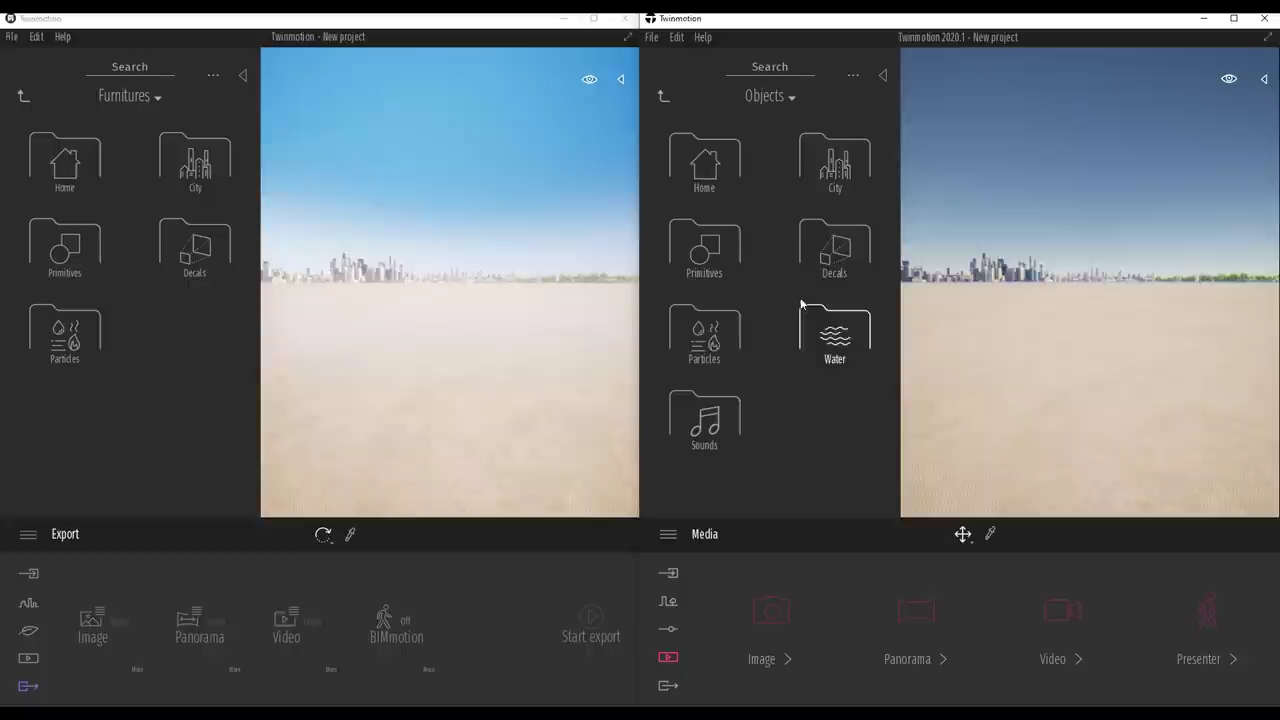 Twinmotion
File Edit Help
Twinmotion - New project
Search
...
Furnitures
Home
City
Primitives
Decals
Particles
Export
Image
Panorama
Video
Off
BIMmotion
Start export
Twinmotion
File Edit Help
Twinmotion 2020.1 - New project
Search
...
Objects
Home
City
Primitives
Decals
Particles
Water
Sounds
Media
Image
Panorama
Video
Presenter